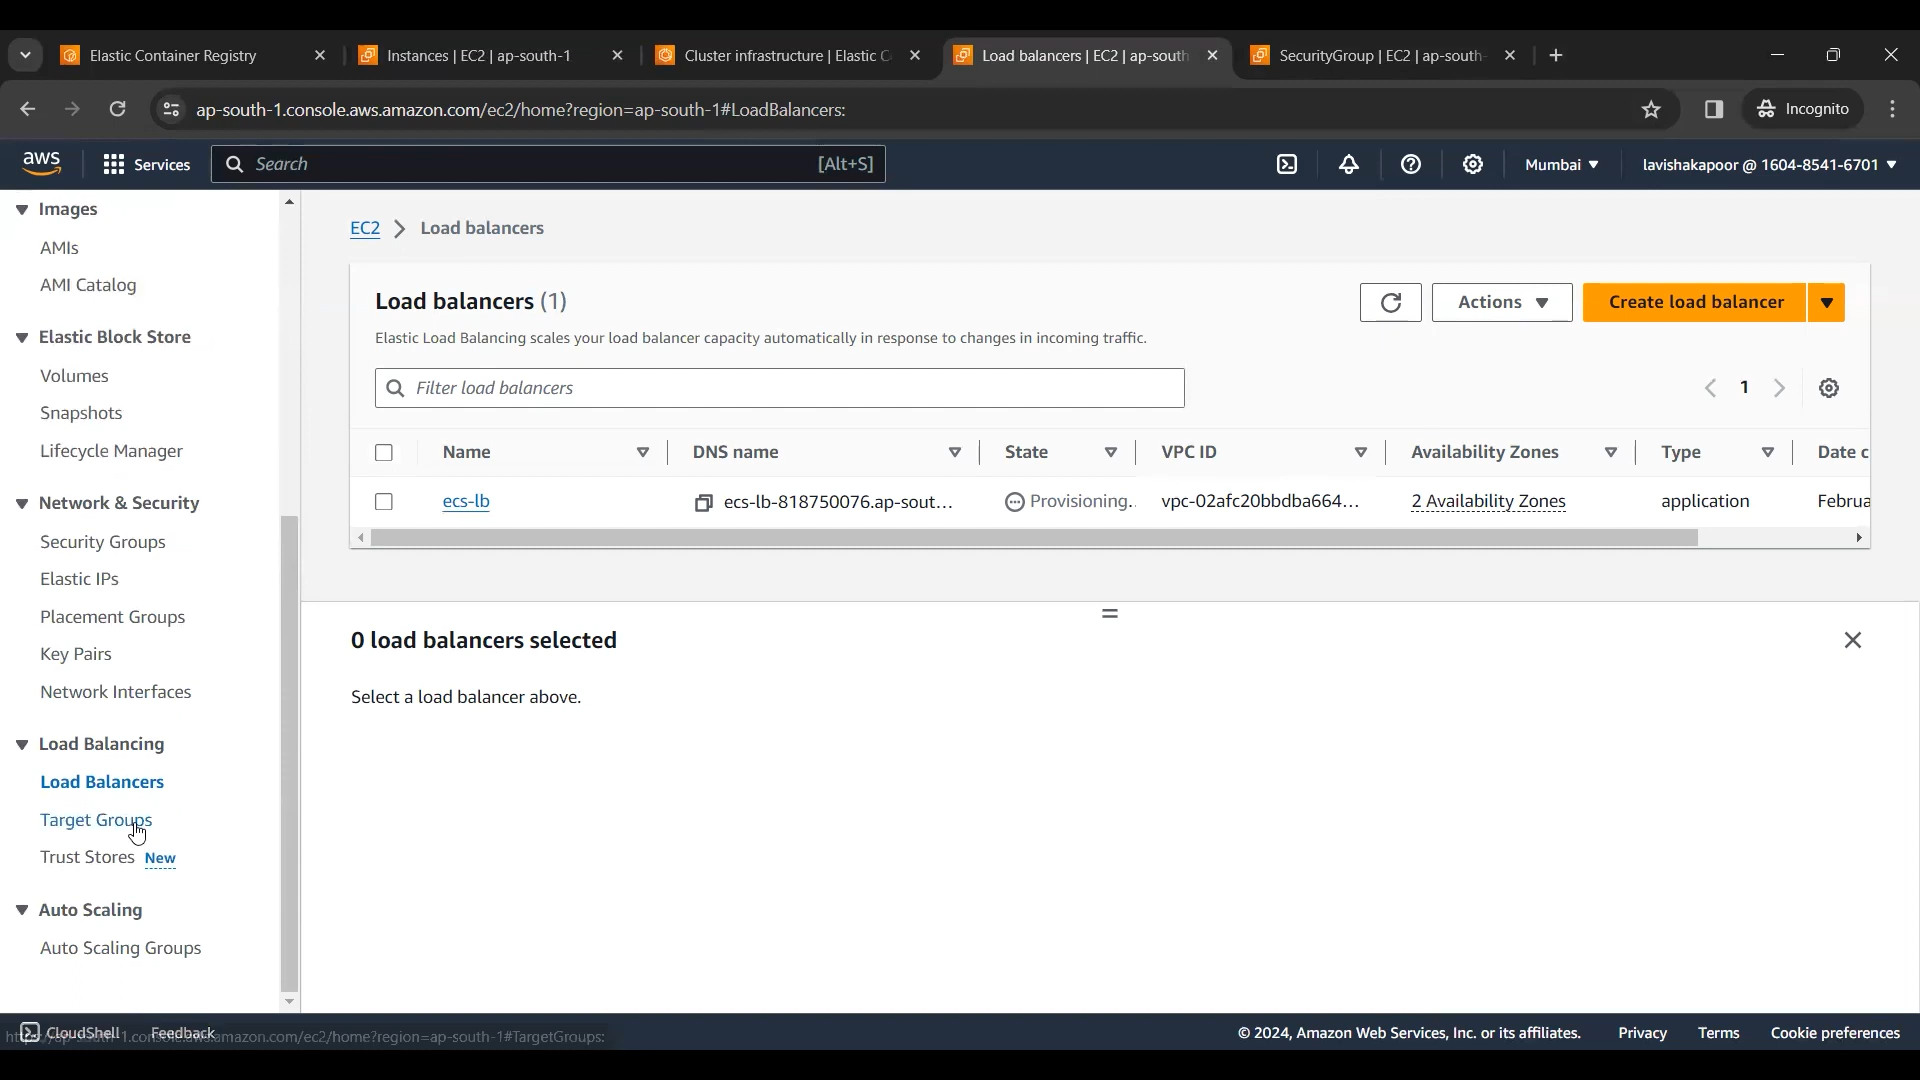 Elastic Container Registry
Instances | EC2 | ap-south-1
Cluster infrastructure | Elastic C
Load balancers | EC2 | ap-south
SecurityGroup | EC2 | ap-south-
ap-south-1.console.aws.amazon.com/ec2/home?region=ap-south-1#LoadBalancers:
Incognito
aws
Services
Search
[Alt+S]
Mumbai
lavishakapoor @ 1604-8541-6701
Images
AMIs
AMI Catalog
Elastic Block Store
Volumes
Snapshots
Lifecycle Manager
Network & Security
Security Groups
Elastic IPs
Placement Groups
Key Pairs
Network Interfaces
Load Balancing
Load Balancers
Target Groups
Trust Stores New
Auto Scaling
Auto Scaling Groups
EC2 > Load balancers
Load balancers (1)
Actions
Create load balancer
Elastic Load Balancing scales your load balancer capacity automatically in response to changes in incoming traffic.
Filter load balancers
1
Name DNS name State VPC ID Availability Zones Type Date c
ecs-lb ecs-lb-818750076.ap-sout... Provisioning. vpc-02afc20bbdba664... 2 Availability Zones application Februa
0 load balancers selected
Select a load balancer above.
CloudShell Feedback
© 2024, Amazon Web Services, Inc. or its affiliates. Privacy Terms Cookie preferences